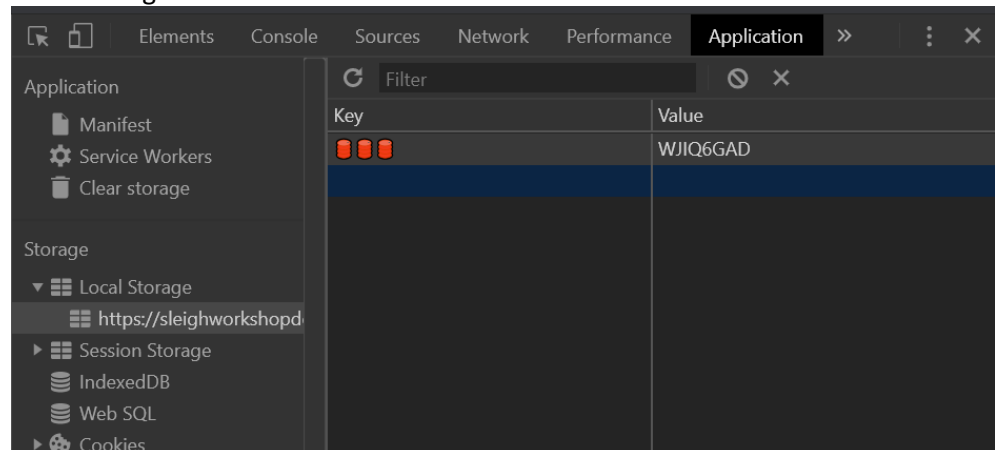 Elements Console Sources Network Performance Application »
Application
Manifest
Service Workers
Clear storage
Storage
Local Storage
https://sleighworkshopd
Session Storage
IndexedDB
Web SQL
Cookies
Filter
Key Value
WJIQ6GAD